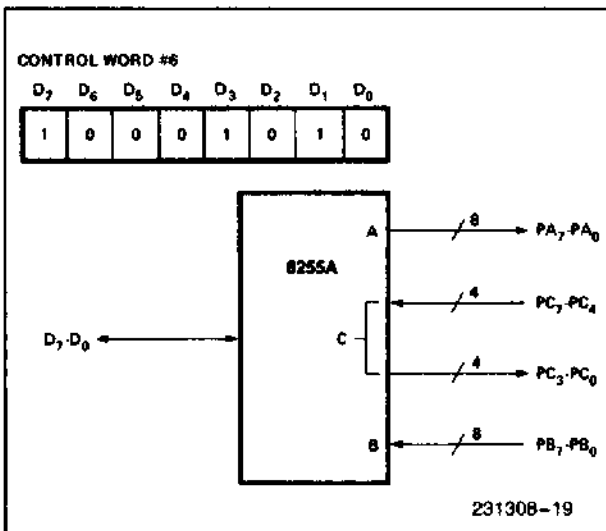 CONTROL WORD #6
D7 D6 D5 D4 D3 D2 D1 D0
1 0 0 0 1 0 1 0
A 8 PA7-PA0
8255A
4 PC7-PC4
D7-D0 C
4 PC3-PC0
B 8 PB7-PB0
231308-19